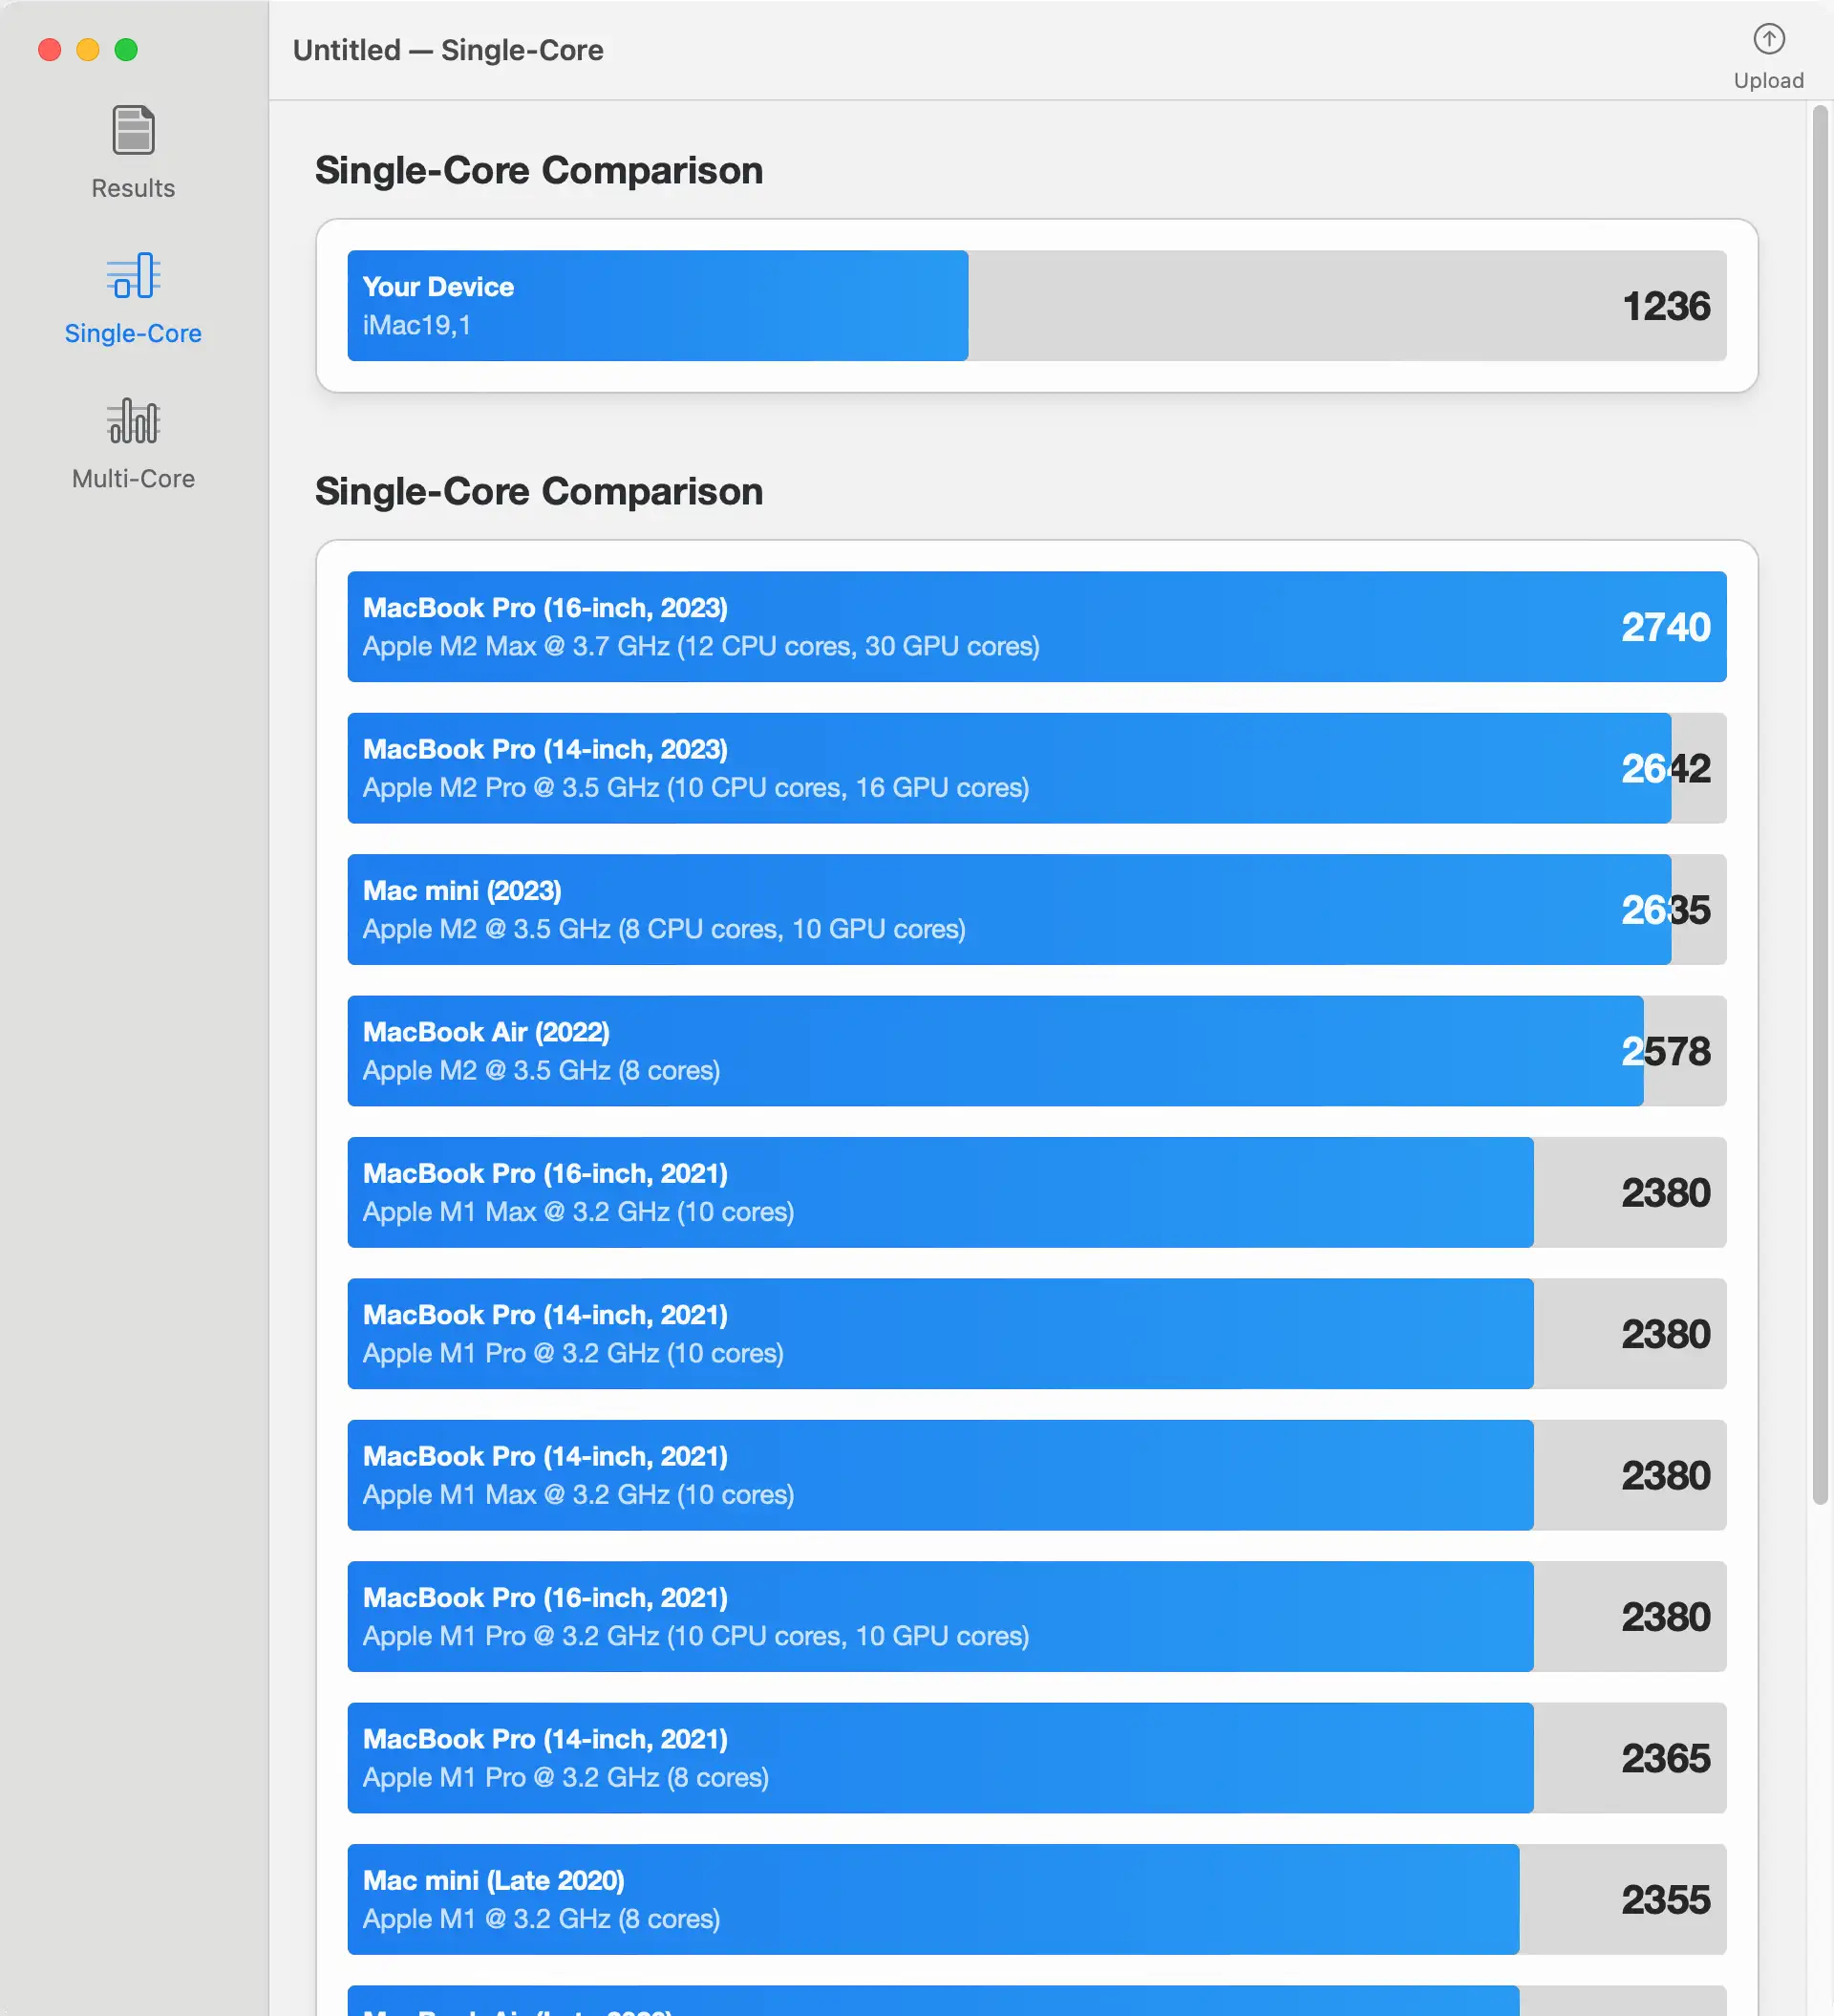 Untitled — Single-Core
Upload
Results
Single-Core
Multi-Core
Single-Core Comparison
Your Device
iMac19,1
1236
Single-Core Comparison
MacBook Pro (16-inch, 2023)
Apple M2 Max @ 3.7 GHz (12 CPU cores, 30 GPU cores)
2740
MacBook Pro (14-inch, 2023)
Apple M2 Pro @ 3.5 GHz (10 CPU cores, 16 GPU cores)
2642
Mac mini (2023)
Apple M2 @ 3.5 GHz (8 CPU cores, 10 GPU cores)
2635
MacBook Air (2022)
Apple M2 @ 3.5 GHz (8 cores)
2578
MacBook Pro (16-inch, 2021)
Apple M1 Max @ 3.2 GHz (10 cores)
2380
MacBook Pro (14-inch, 2021)
Apple M1 Pro @ 3.2 GHz (10 cores)
2380
MacBook Pro (14-inch, 2021)
Apple M1 Max @ 3.2 GHz (10 cores)
2380
MacBook Pro (16-inch, 2021)
Apple M1 Pro @ 3.2 GHz (10 CPU cores, 10 GPU cores)
2380
MacBook Pro (14-inch, 2021)
Apple M1 Pro @ 3.2 GHz (8 cores)
2365
Mac mini (Late 2020)
Apple M1 @ 3.2 GHz (8 cores)
2355